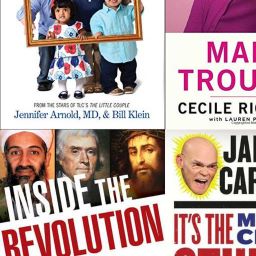 FROM THE STARS OF TLC'S THE LITTLE COUPLE
Jennifer Arnold, MD, & Bill Klein
MA
TROU
CECILE RI
with LAUREN P
INSIDE THE
REVOLUTION
JA
CAR
IT'S THE M
C